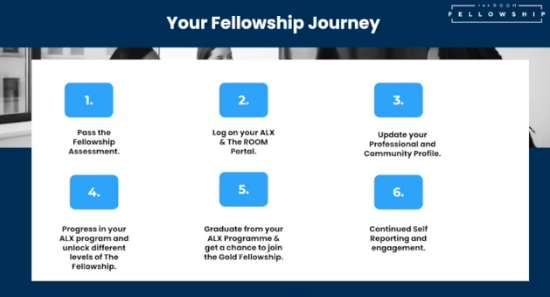 Your Fellowship Journey
THE ROOM
FELLOWSHIP
1.
Pass the
Fellowship
Assessment.
2.
Log on your ALX
& The ROOM
Portal.
3.
Update your
Professional and
Community Profile.
4.
Progress in your
ALX program and
unlock different
levels of The
Fellowship.
5.
Graduate from your
ALX Programme &
get a chance to join
the Gold Fellowship.
6.
Continued Self
Reporting and
engagement.